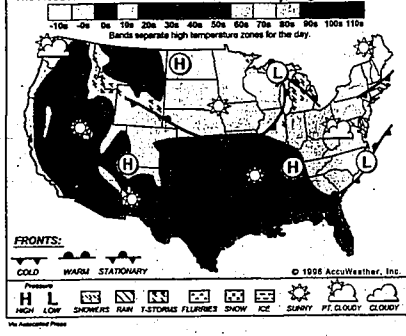 -10s -0s 0s 10s 20s 30s 40s 50s 60s 70s 80s 90s 100s 110s
Bands separate high temperature zones for the day.
H
L
H
H
L
FRONTS:
COLD WARM STATIONARY
© 1996 AccuWeather, Inc.
Pressure
H L
HIGH LOW SHOWERS RAIN T-STORMS FLURRIES SNOW ICE SUNNY PT. CLOUDY CLOUDY
Via Associated Press